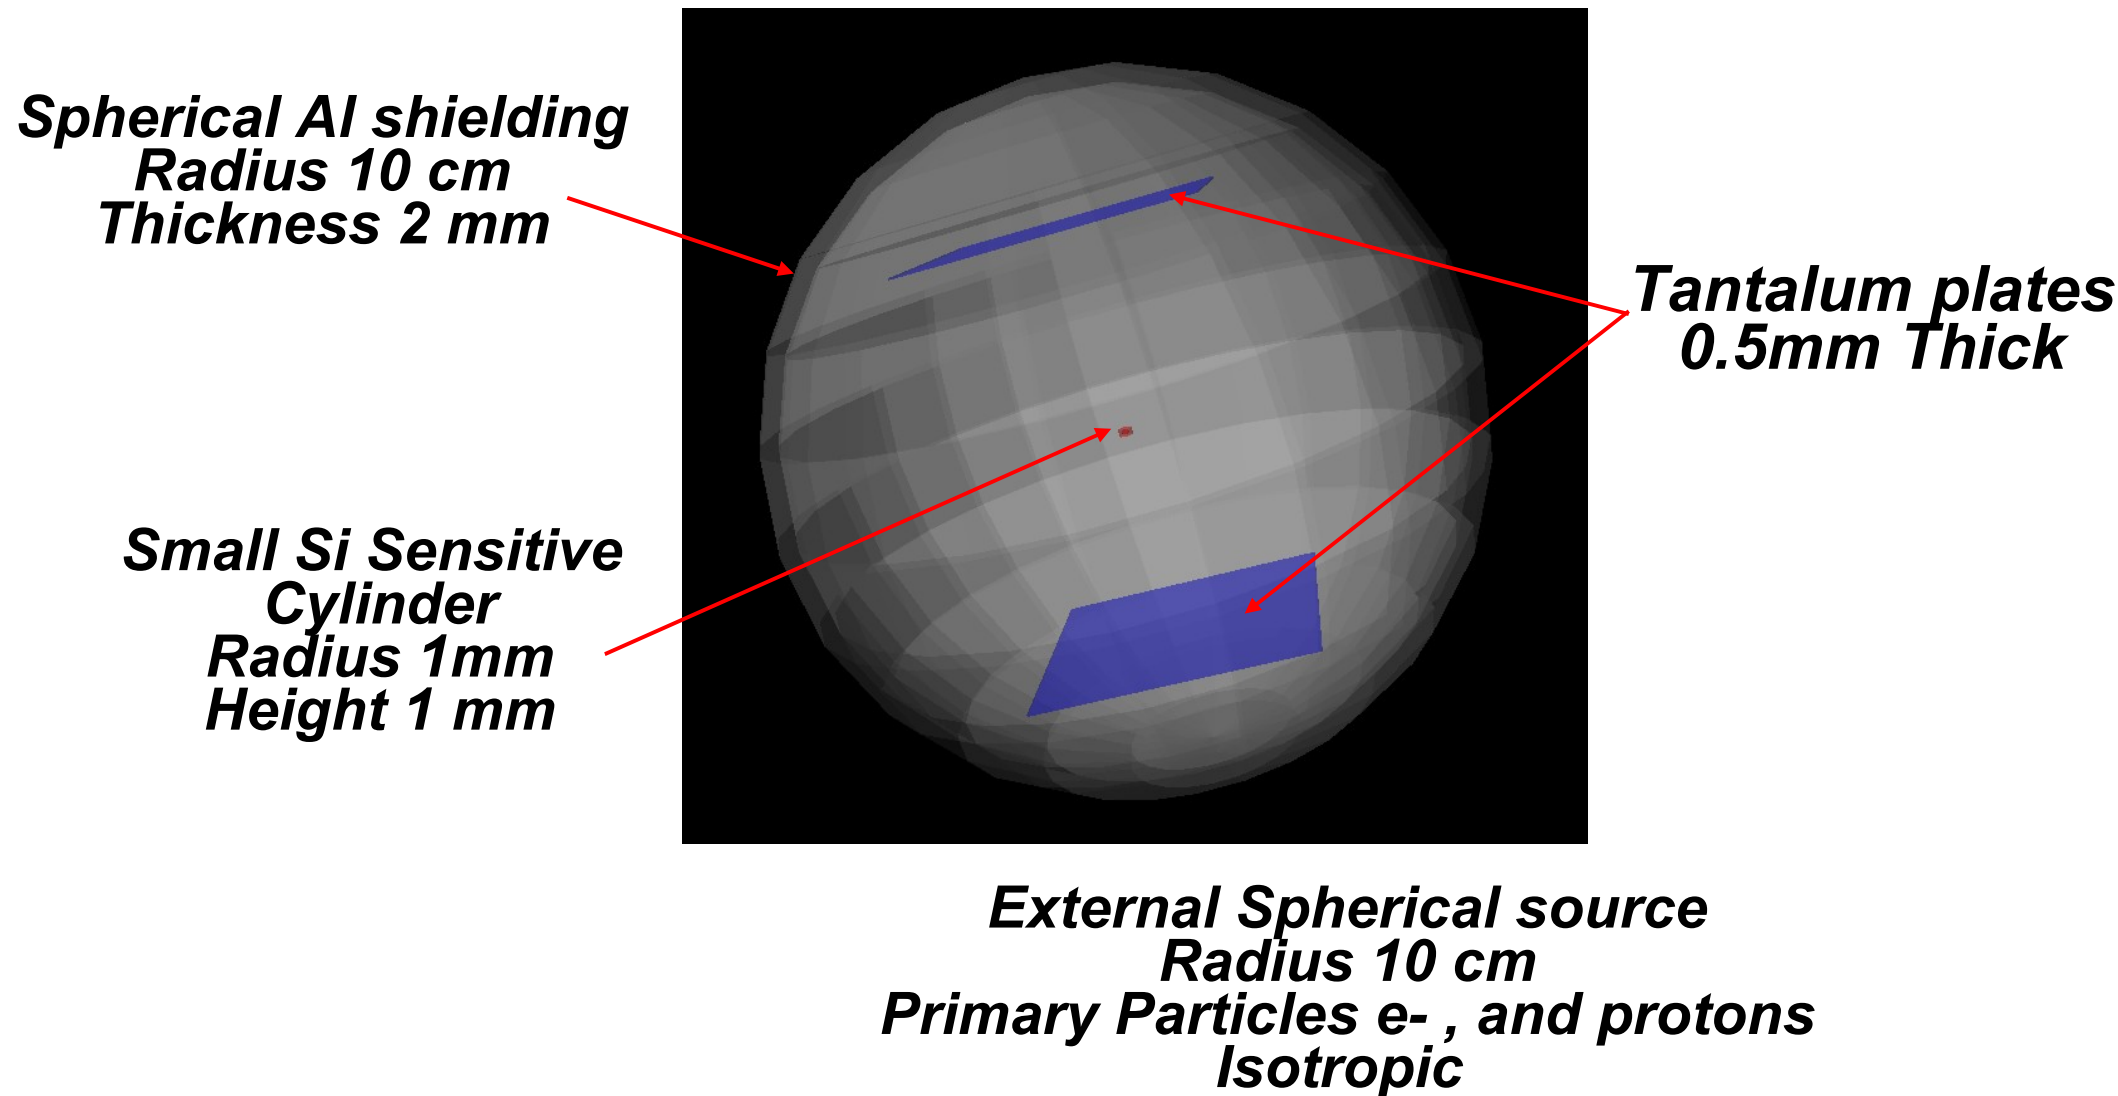 Spherical Al shielding
Radius 10 cm
Thickness 2 mm
Tantalum plates
0.5mm Thick
Small Si Sensitive
Cylinder
Radius 1mm
Height 1 mm
External Spherical source
Radius 10 cm
Primary Particles e- , and protons
Isotropic